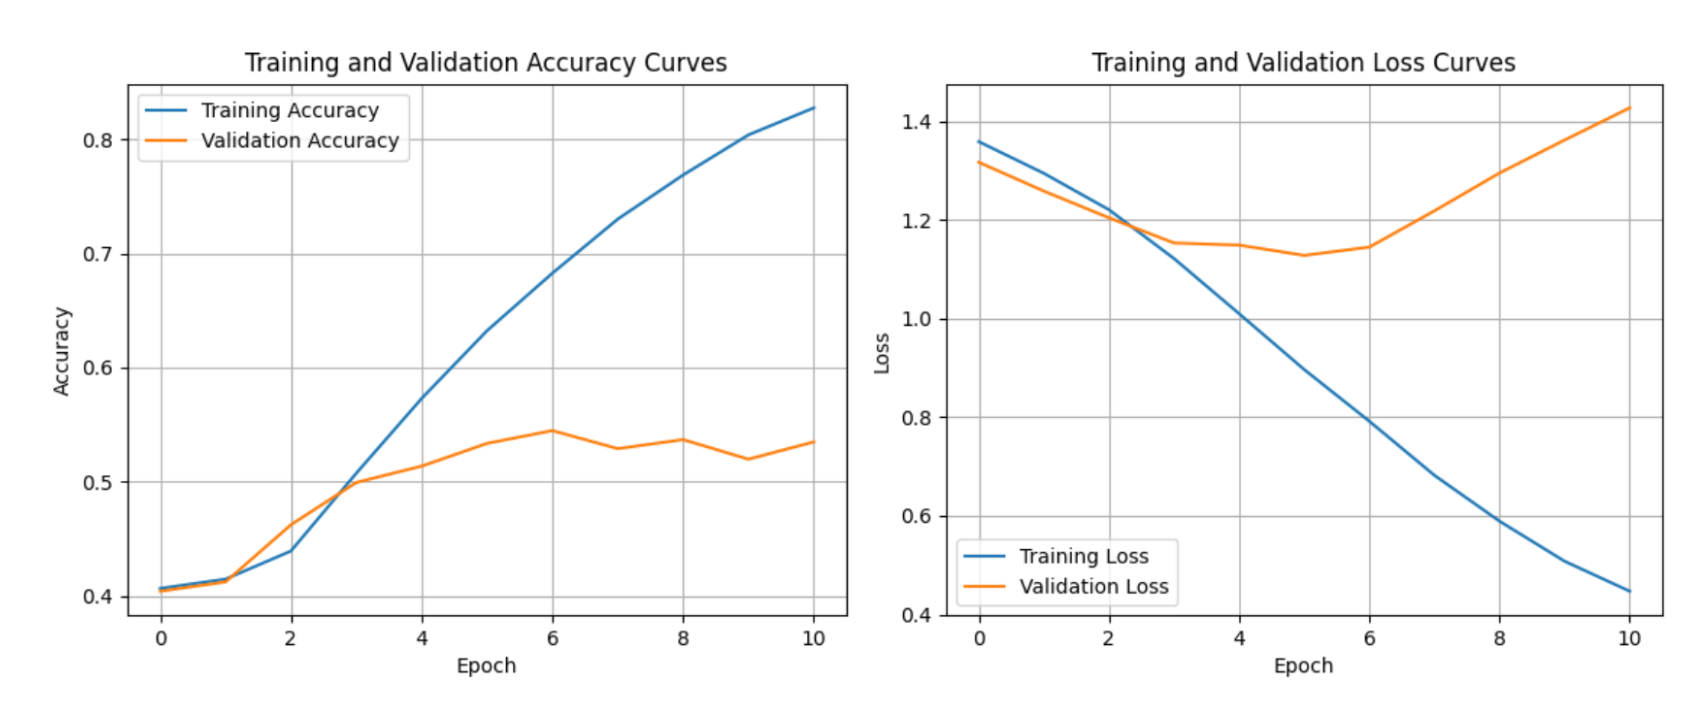 Training and Validation Accuracy Curves
Training Accuracy
Validation Accuracy
0.8
0.7
0.6
0.5
0.4
Accuracy
0 2 4 6 8 10
Epoch
Training and Validation Loss Curves
1.4
1.2
1.0
0.8
0.6
0.4
Loss
Training Loss
Validation Loss
0 2 4 6 8 10
Epoch